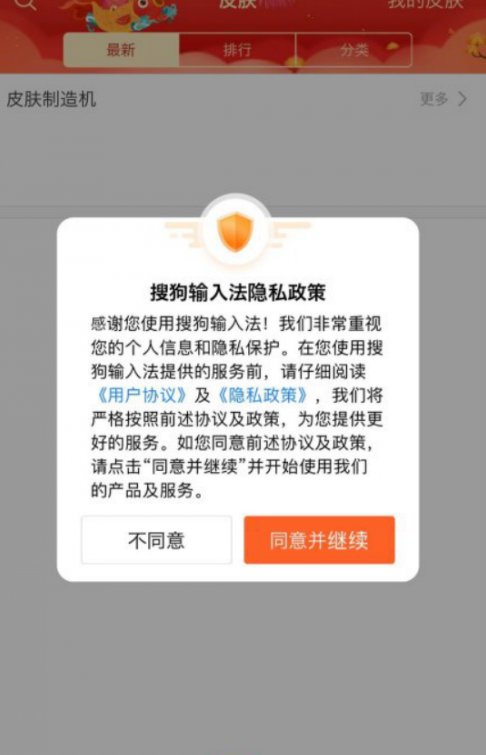 皮肤
我的皮肤
最新
排行
分类
皮肤制造机
更多
搜狗输入法隐私政策
感谢您使用搜狗输入法！我们非常重视
您的个人信息和隐私保护。在您使用搜
狗输入法提供的服务前，请仔细阅读
《用户协议》及《隐私政策》，我们将
严格按照前述协议及政策，为您提供更
好的服务。如您同意前述协议及政策，
请点击“同意并继续”并开始使用我们
的产品及服务。
不同意
同意并继续